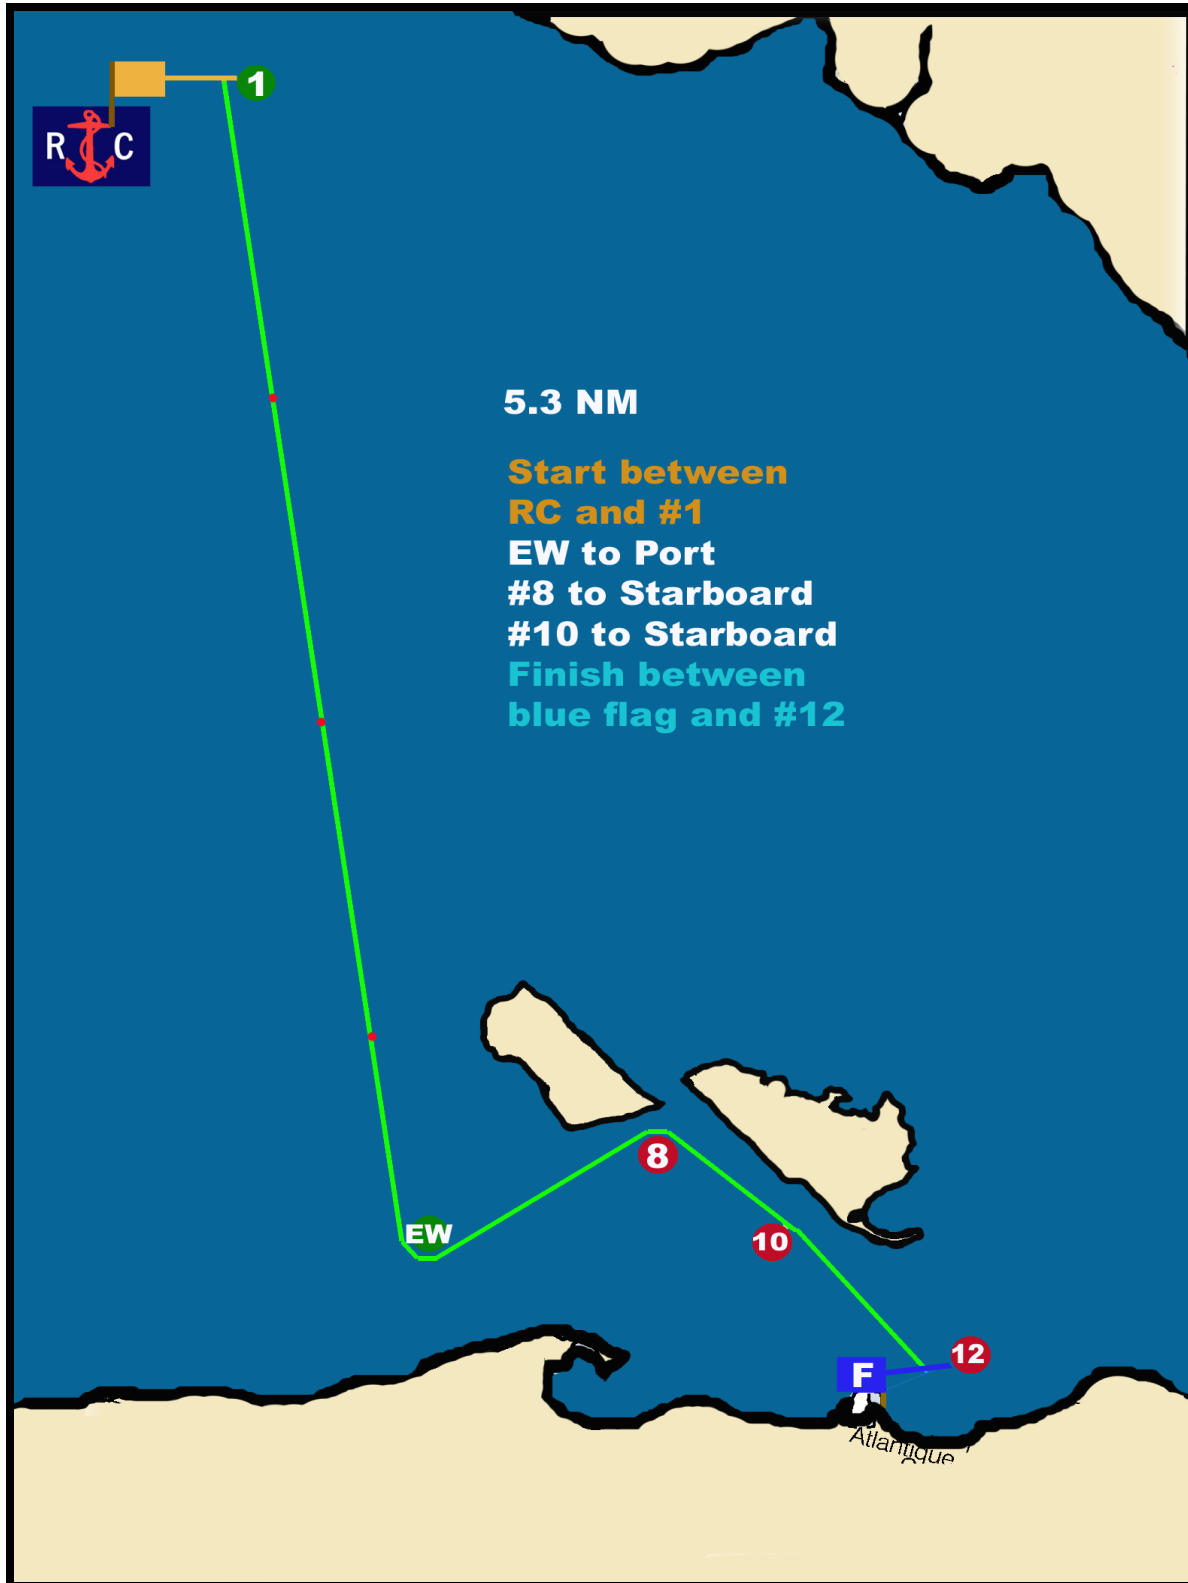 1
R C
5.3 NM
Start between
RC and #1
EW to Port
#8 to Starboard
#10 to Starboard
Finish between
blue flag and #12
8
EW
10
12
F
Atlantique